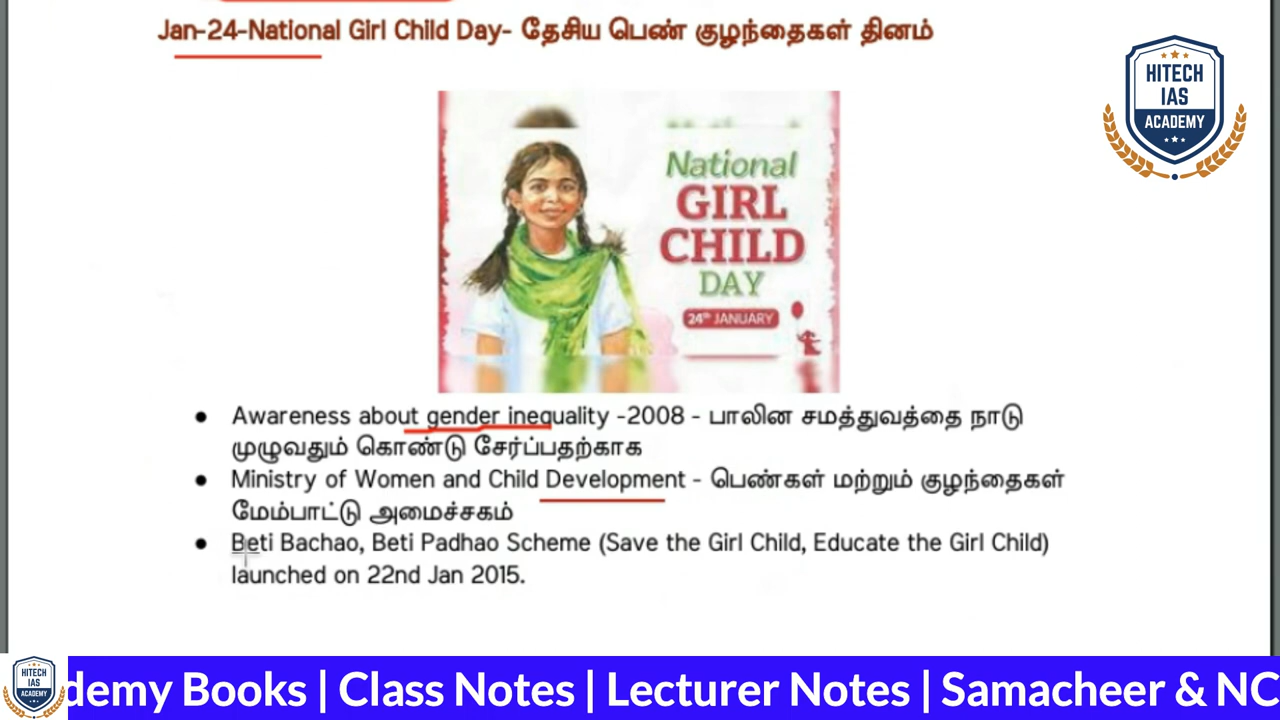 Jan-24-National Girl Child Day- தேசிய பெண் குழந்தைகள் தினம்
HITECH
IAS
ACADEMY
National
GIRL
CHILD
DAY
24th JANUARY
● Awareness about gender inequality -2008 - பாலின சமத்துவத்தை நாடு
முழுவதும் கொண்டு சேர்ப்பதற்காக
● Ministry of Women and Child Development - பெண்கள் மற்றும் குழந்தைகள்
மேம்பாட்டு அமைச்சகம்
● Beti Bachao, Beti Padhao Scheme (Save the Girl Child, Educate the Girl Child)
launched on 22nd Jan 2015.
HITECH
IAS
ACADEMY
demy Books | Class Notes | Lecturer Notes | Samacheer & NC